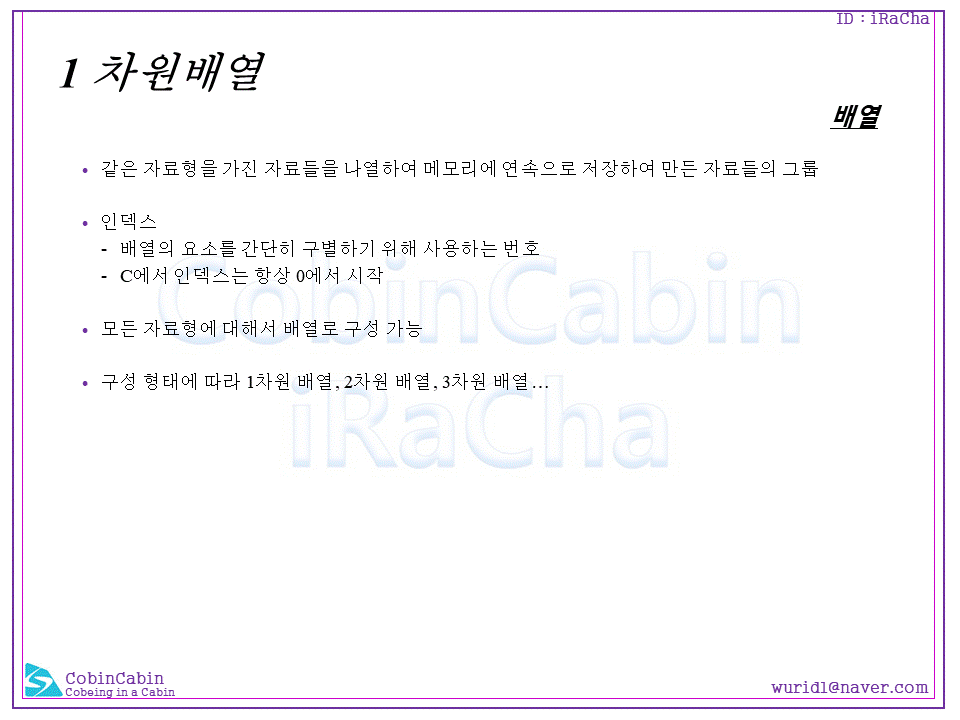 ID : iRaCha
1 차원배열
배열
• 같은 자료형을 가진 자료들을 나열하여 메모리에 연속으로 저장하여 만든 자료들의 그룹
• 인덱스
- 배열의 요소를 간단히 구별하기 위해 사용하는 번호
- C에서 인덱스는 항상 0에서 시작
• 모든 자료형에 대해서 배열로 구성 가능
• 구성 형태에 따라 1차원 배열, 2차원 배열, 3차원 배열…
CobinCabin
iRaCha
CobinCabin
Cobeing in a Cabin
wurid1@naver.com